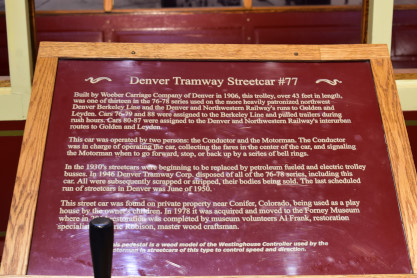 Denver Tramway Streetcar #77
Built by Woeber Carriage Company of Denver in 1906, this trolley, over 43 feet in length,
was one of thirteen in the 76-78 series used on the more heavily patronized northwest
Denver Berkeley Line and the Denver and Northwestern Railway's runs to Golden and
Leyden. Cars 76-79 and 88 were assigned to the Berkeley Line and pulled trailers during
rush hours. Cars 80-87 were assigned to the Denver and Northwestern Railway's interurban
routes to Golden and Leyden.
This car was operated by two persons: the Conductor and the Motorman. The Conductor
was in charge of operating the car, collecting the fares in the center of the car, and signaling
the Motorman when to go forward, stop, or back up by a series of bell rings.
In the 1930's streetcars were beginning to be replaced by petroleum fueled and electric trolley
busses. In 1946 Denver Tramway Corp. disposed of all of the 76-78 series, including this
car. All were subsequently scrapped or stripped, their bodies being sold. The last scheduled
run of streetcars in Denver was June of 1950.
This street car was found on private property near Conifer, Colorado, being used as a play
house by the owner's children. In 1978 it was acquired and moved to the Forney Museum
where restoration was completed by museum volunteers Al Frank, restoration
specialist Robison, master wood craftsman.
this pedestal is a wood model of the Westinghouse Controller used by the
motorman in streetcars of this type to control speed and direction.